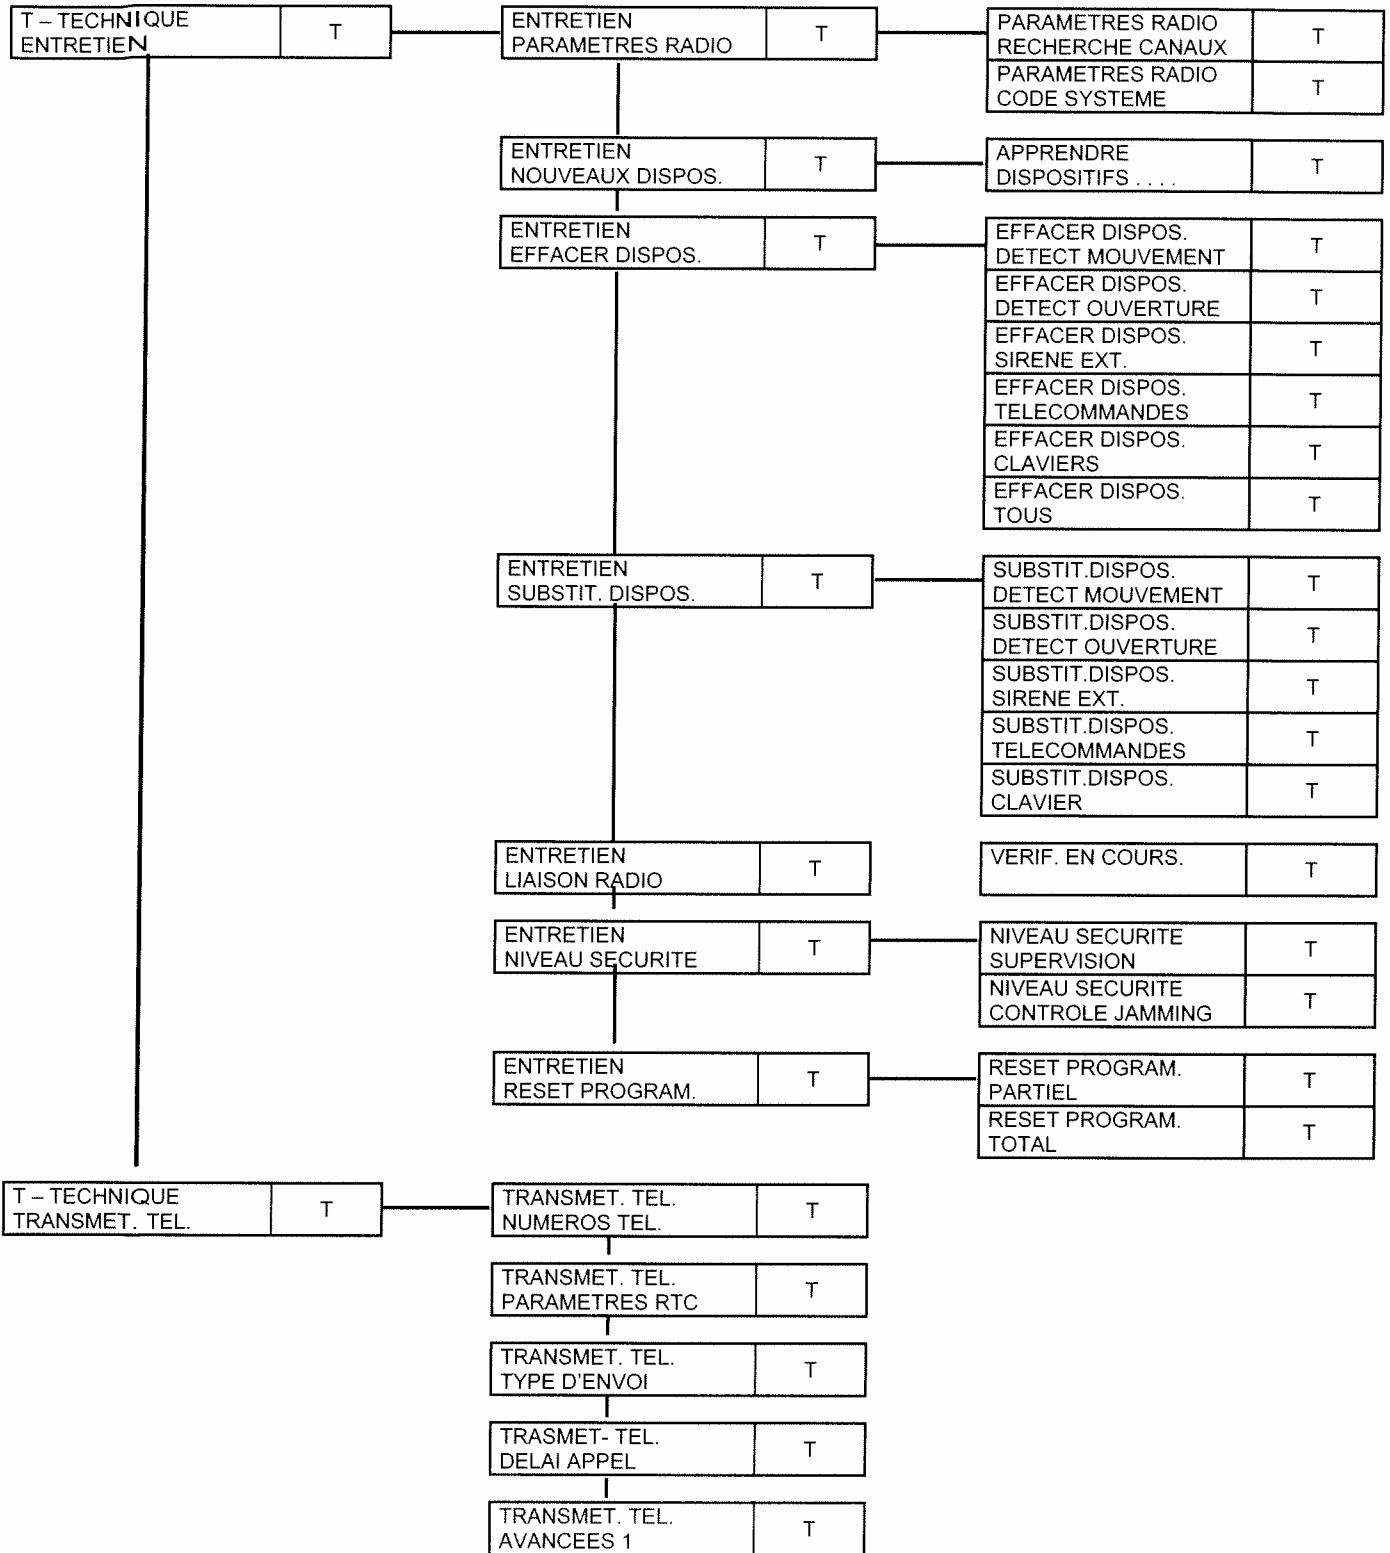 T – TECHNIQUE
ENTRETIEN
T
ENTRETIEN
PARAMETRES RADIO
T
PARAMETRES RADIO
RECHERCHE CANAUX
T
PARAMETRES RADIO
CODE SYSTEME
T
ENTRETIEN
NOUVEAUX DISPOS.
T
APPRENDRE
DISPOSITIFS . . . .
T
ENTRETIEN
EFFACER DISPOS.
T
EFFACER DISPOS.
DETECT MOUVEMENT
T
EFFACER DISPOS.
DETECT OUVERTURE
T
EFFACER DISPOS.
SIRENE EXT.
T
EFFACER DISPOS.
TELECOMMANDES
T
EFFACER DISPOS.
CLAVIERS
T
EFFACER DISPOS.
TOUS
T
ENTRETIEN
SUBSTIT. DISPOS.
T
SUBSTIT.DISPOS.
DETECT MOUVEMENT
T
SUBSTIT.DISPOS.
DETECT OUVERTURE
T
SUBSTIT.DISPOS.
SIRENE EXT.
T
SUBSTIT.DISPOS.
TELECOMMANDES
T
SUBSTIT.DISPOS.
CLAVIER
T
ENTRETIEN
LIAISON RADIO
T
VERIF. EN COURS.
T
ENTRETIEN
NIVEAU SECURITE
T
NIVEAU SECURITE
SUPERVISION
T
NIVEAU SECURITE
CONTROLE JAMMING
T
ENTRETIEN
RESET PROGRAM.
T
RESET PROGRAM.
PARTIEL
T
RESET PROGRAM.
TOTAL
T
T – TECHNIQUE
TRANSMET. TEL.
T
TRANSMET. TEL.
NUMEROS TEL.
T
TRANSMET. TEL.
PARAMETRES RTC
T
TRANSMET. TEL.
TYPE D'ENVOI
T
TRASMET- TEL.
DELAI APPEL
T
TRANSMET. TEL.
AVANCEES 1
T